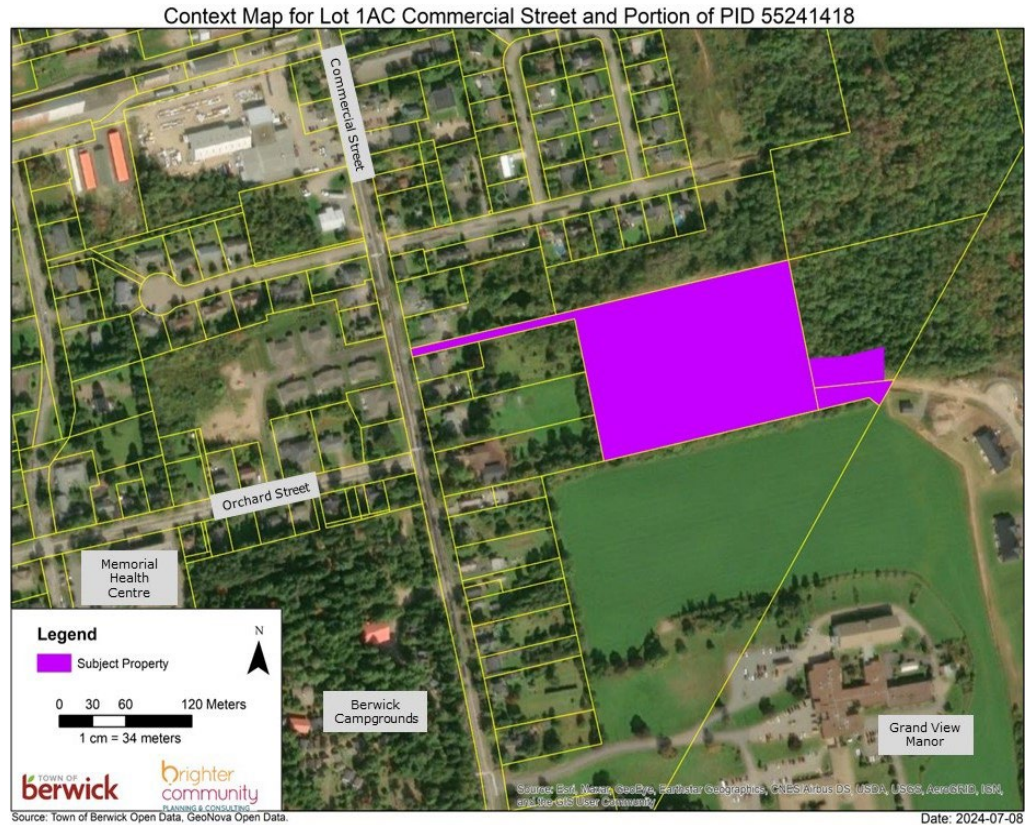 Context Map for Lot 1AC Commercial Street and Portion of PID 55241418
Commercial Street
Orchard Street
Memorial
Health
Centre
Legend
N
Subject Property
0 30 60 120 Meters
1 cm = 34 meters
Berwick
Campgrounds
Grand View
Manor
TOWN OF
berwick
brighter
community
PLANNING & CONSULTING
Source: Esri, Maxar, GeoEye, Earthstar Geographics, CNES/Airbus DS, USDA, USGS, AeroGRID, IGN,
and the GIS User Community
Source: Town of Berwick Open Data, GeoNova Open Data.
Date: 2024-07-08